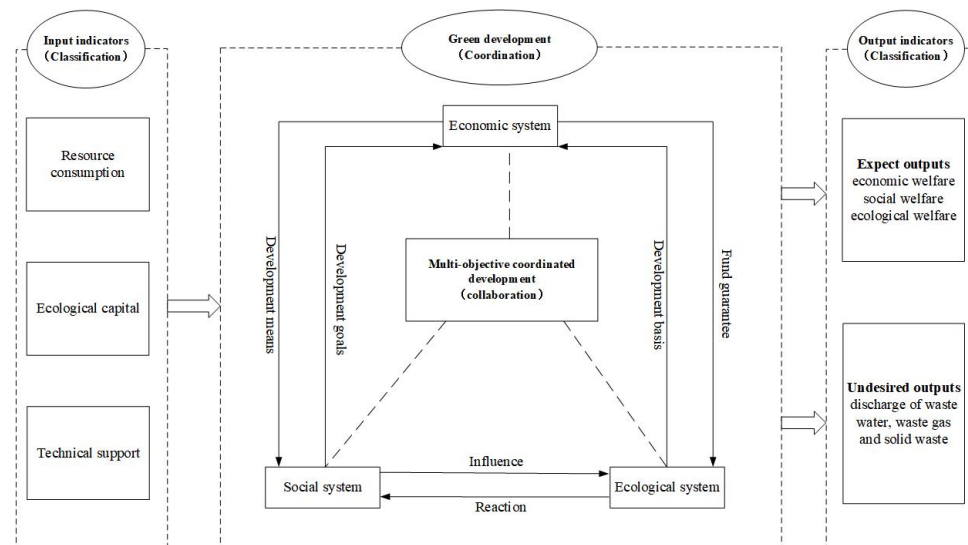 Input indicators
（Classification）
Resource
consumption
Ecological capital
Technical support
Green development
（Coordination）
Economic system
Development means
Development goals
Multi-objective coordinated
development
（collaboration）
Development basis
Fund guarantee
Social system
Influence
Reaction
Ecological system
Output indicators
（Classification）
Expect outputs
economic welfare
social welfare
ecological welfare
Undesired outputs
discharge of waste
water, waste gas
and solid waste